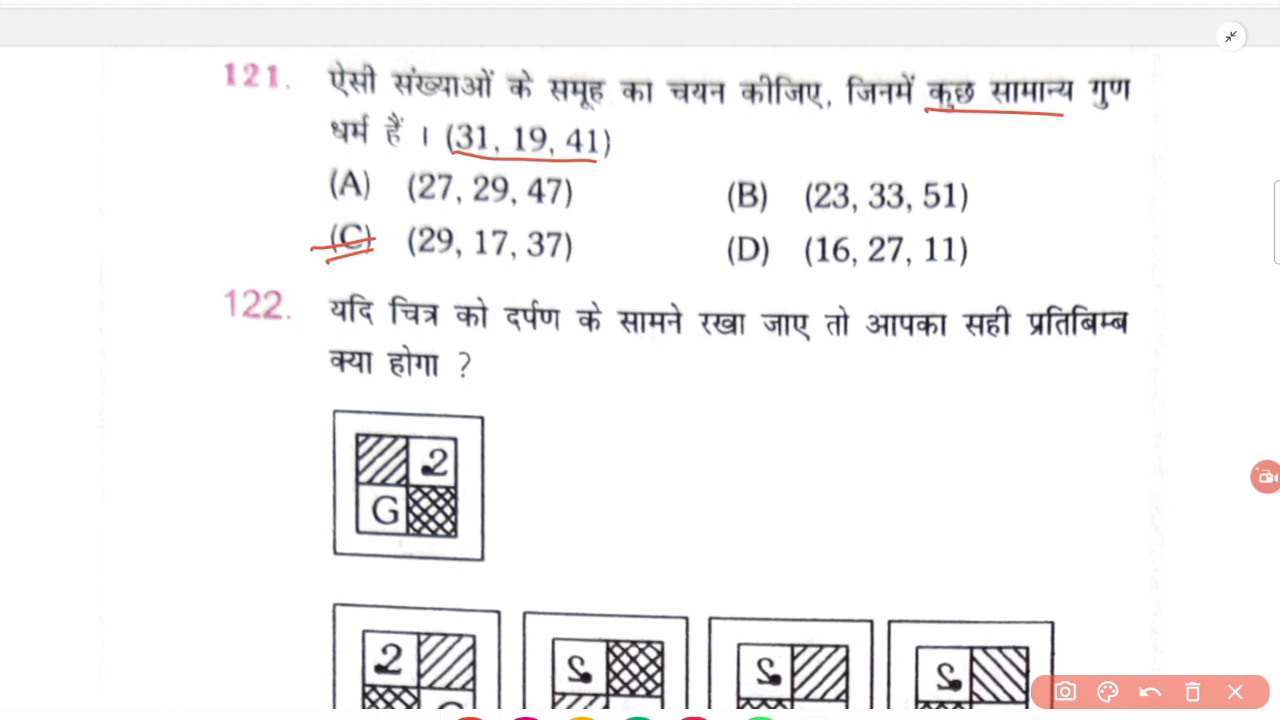 121. ऐसी संख्याओं के समूह का चयन कीजिए, जिनमें कुछ सामान्य गुण
धर्म हैं । (31, 19, 41)
(A) (27, 29, 47) (B) (23, 33, 51)
(C) (29, 17, 37) (D) (16, 27, 11)
122. यदि चित्र को दर्पण के सामने रखा जाए तो आपका सही प्रतिबिम्ब
क्या होगा ?
2
G
2